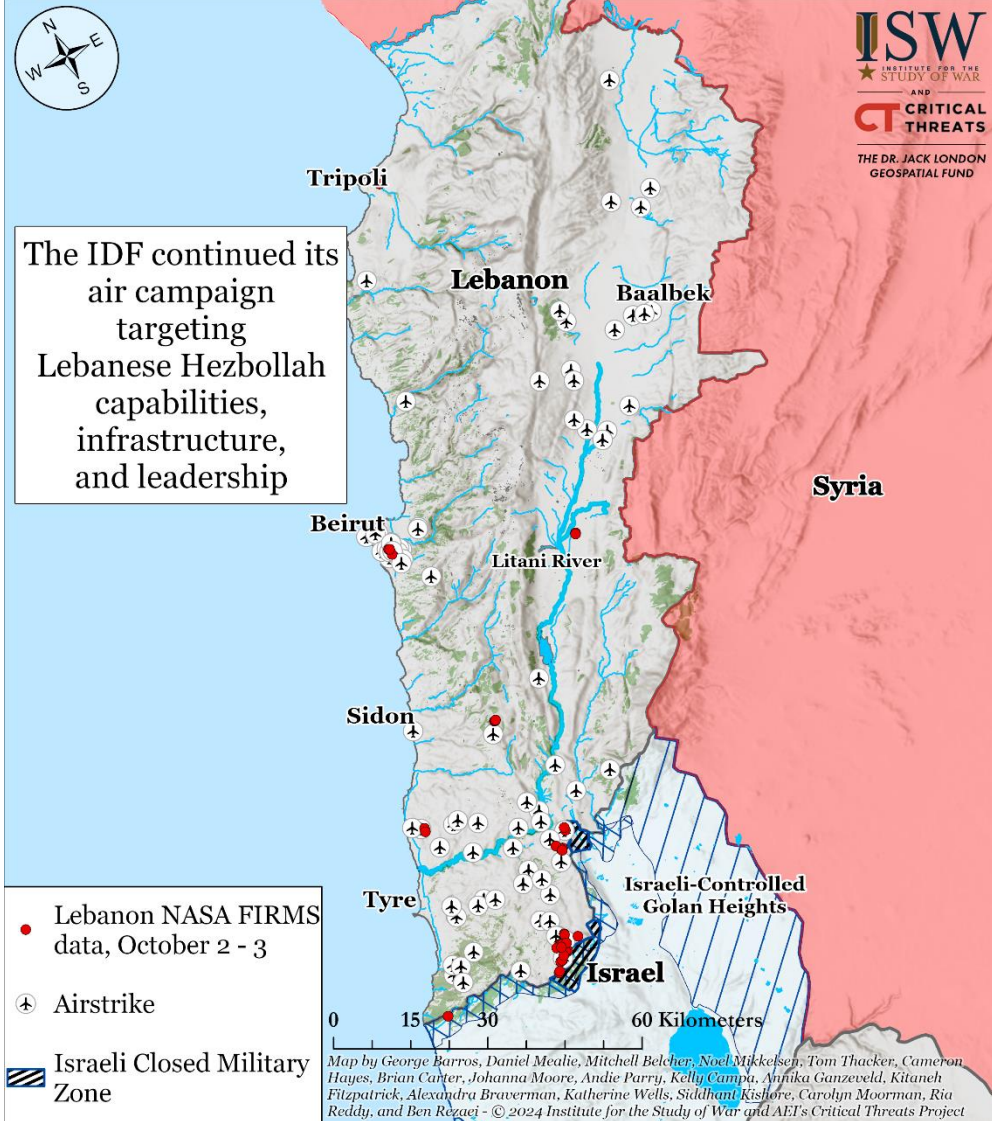 N
E
W
S
ISW
INSTITUTE FOR THE
STUDY OF WAR
AND
CT CRITICAL
THREATS
THE DR. JACK LONDON
GEOSPATIAL FUND
Tripoli
The IDF continued its
air campaign
targeting
Lebanese Hezbollah
capabilities,
infrastructure,
and leadership
Lebanon
Baalbek
Syria
Beirut
Litani River
Sidon
Tyre
Israeli-Controlled
Golan Heights
Israel
Lebanon NASA FIRMS
data, October 2 - 3
Airstrike
Israeli Closed Military
Zone
0 15 30 60 Kilometers
Map by George Barros, Daniel Mealie, Mitchell Belcher, Noel Mikkelsen, Tom Thacker, Cameron
Hayes, Brian Carter, Johanna Moore, Andie Parry, Kelly Campa, Annika Ganzeveld, Kitaneh
Fitzpatrick, Alexandra Braverman, Katherine Wells, Siddhant Kishore, Carolyn Moorman, Ria
Reddy, and Ben Rezaei - © 2024 Institute for the Study of War and AEI's Critical Threats Project